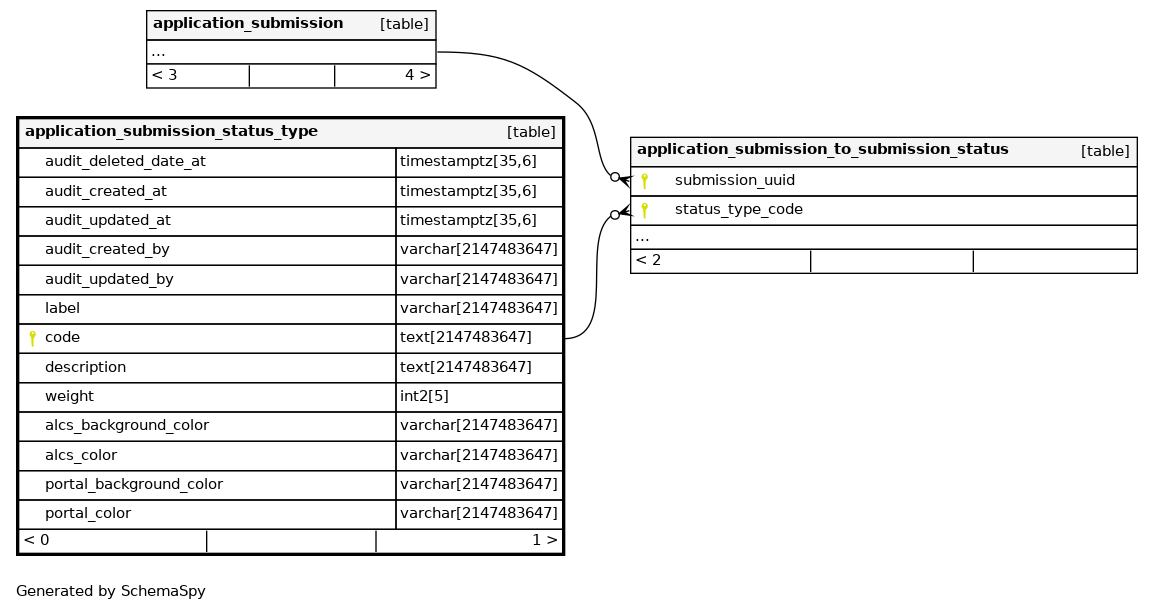 application_submission [table]
...
< 3 4 >
application_submission_status_type [table]
audit_deleted_date_at timestamptz[35,6]
audit_created_at timestamptz[35,6]
audit_updated_at timestamptz[35,6]
audit_created_by varchar[2147483647]
audit_updated_by varchar[2147483647]
label varchar[2147483647]
code text[2147483647]
description text[2147483647]
weight int2[5]
alcs_background_color varchar[2147483647]
alcs_color varchar[2147483647]
portal_background_color varchar[2147483647]
portal_color varchar[2147483647]
< 0 1 >
application_submission_to_submission_status [table]
submission_uuid
status_type_code
...
< 2
Generated by SchemaSpy